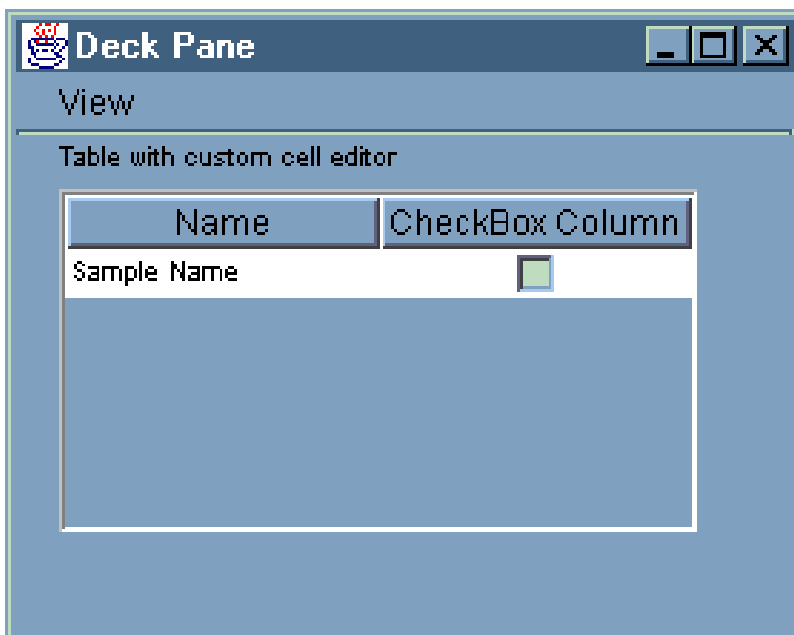 Deck Pane
View
Table with custom cell editor
Name CheckBox Column
Sample Name